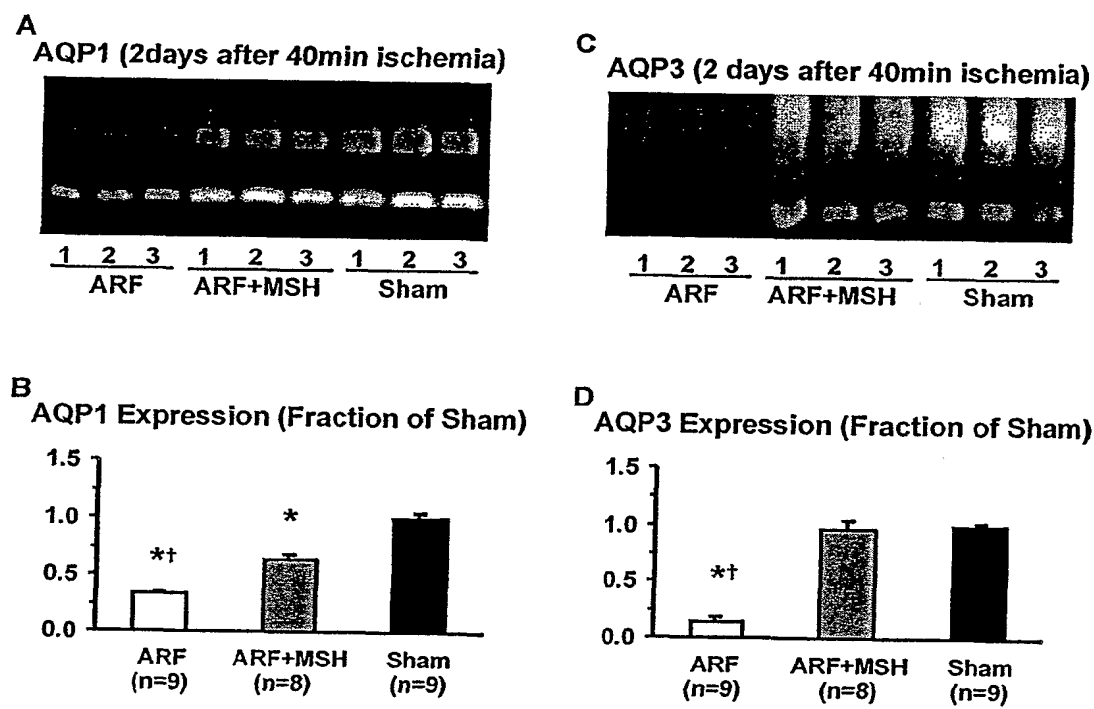 A
AQP1 (2days after 40min ischemia)
1 2 3 1 2 3 1 2 3
ARF ARF+MSH Sham
C
AQP3 (2 days after 40min ischemia)
1 2 3 1 2 3 1 2 3
ARF ARF+MSH Sham
B
AQP1 Expression (Fraction of Sham)
1.5
1.0
0.5
0.0
*†
*
ARF ARF+MSH Sham
(n=9) (n=8) (n=9)
D
AQP3 Expression (Fraction of Sham)
1.5
1.0
0.5
0.0
*†
ARF ARF+MSH Sham
(n=9) (n=8) (n=9)